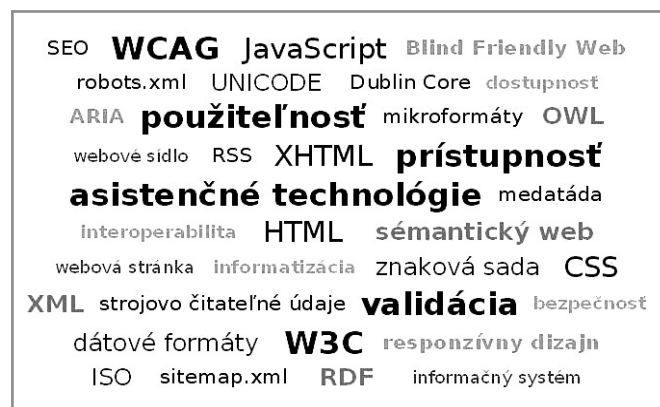 SEO WCAG JavaScript Blind Friendly Web
robots.xml UNICODE Dublin Core dostupnosť
ARIA použiteľnosť mikroformáty OWL
webové sídlo RSS XHTML prístupnosť
asistenčné technológie medatáda
interoperabilita HTML sémantický web
webová stránka informatizácia znaková sada CSS
XML strojovo čitateľné údaje validácia bezpečnosť
dátové formáty W3C responzívny dizajn
ISO sitemap.xml RDF informačný systém